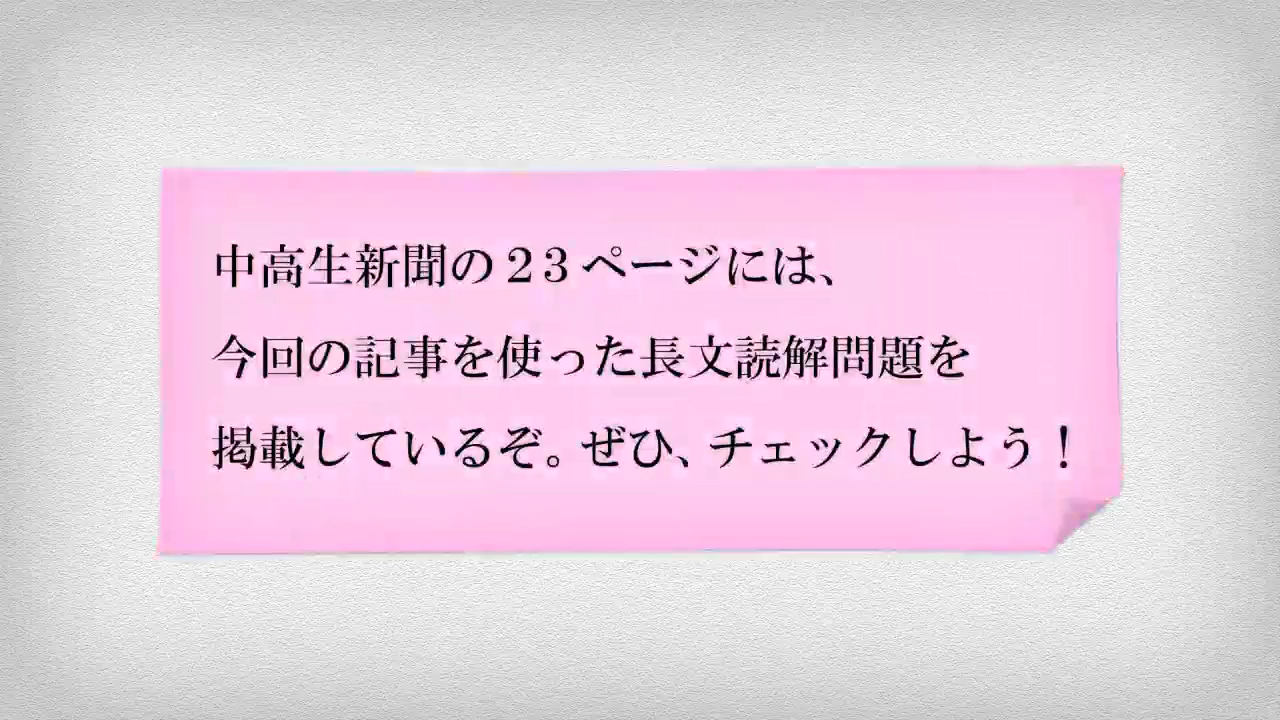 中高生新聞の２３ページには、
今回の記事を使った長文読解問題を
掲載しているぞ。ぜひ、チェックしよう！